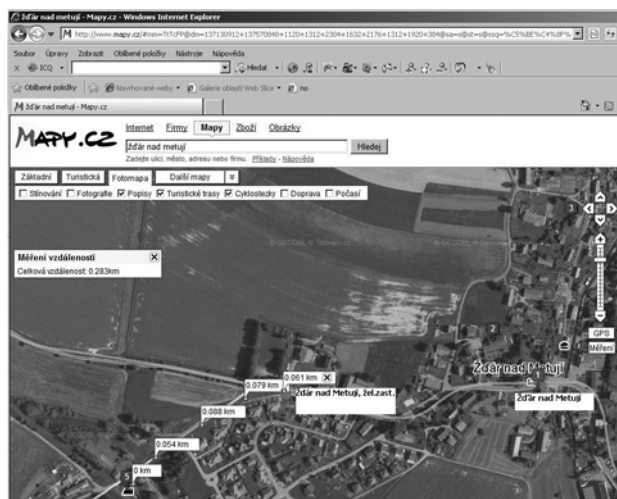 žďár nad metují - Mapy.cz - Windows Internet Explorer
Soubor Úpravy Zobrazit Oblíbené položky Nástroje Nápověda
ICQ Hledat
Oblíbené položky Navrhované weby Galerie oblastí Web Slice no
žďár nad metují - Mapy.cz
MAPY.CZ
Internet Firmy Mapy Zboží Obrázky
žďár nad metují Hledej
Zadejte ulici, město, adresu nebo firmu. Příklady - Nápověda
Základní Turistická Fotomapa Další mapy
Stínování Fotografie Popisy Turistické trasy Cyklostezky Doprava Počasí
3
Měření vzdálenosti
Celková vzdálenost: 0.283km
2
GPS
Měření
Žďár nad Metují
0.061 km
0.079 km
Žďár nad Metují, žel.zast.
Žďár nad Metují
0.088 km
0.054 km
0 km